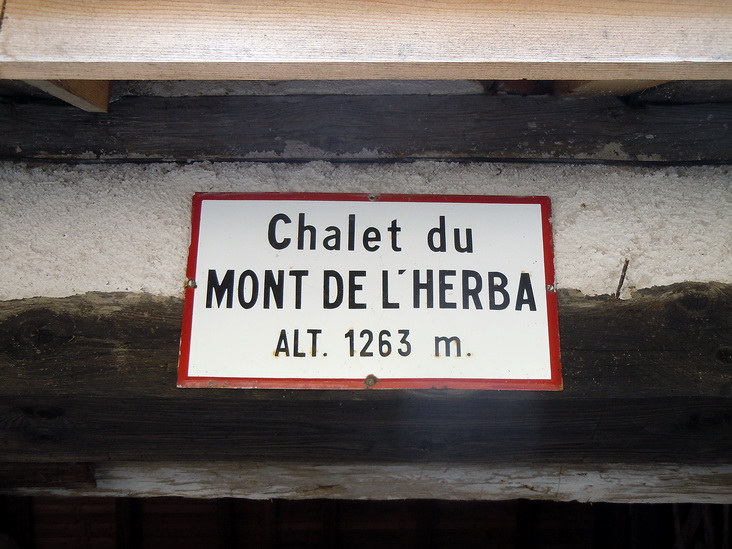 Chalet du
MONT DE L'HERBA
ALT. 1263 m.